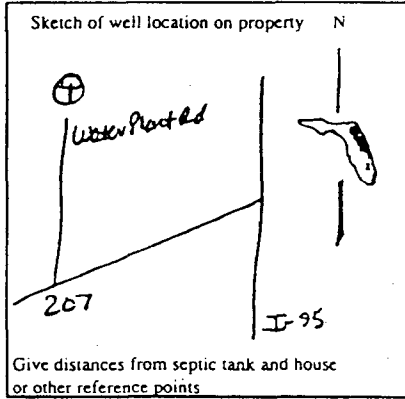 Sketch of well location on property N
Water Plant Rd
207
I-95
Give distances from septic tank and house
or other reference points